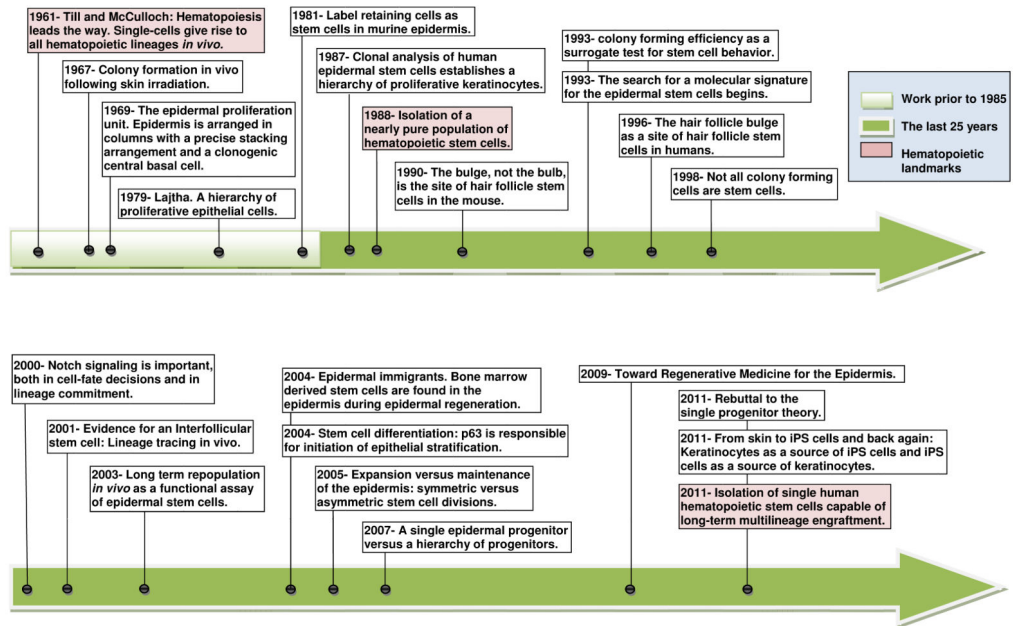 1961- Till and McCulloch: Hematopoiesis
leads the way. Single-cells give rise to
all hematopoietic lineages in vivo.
1967- Colony formation in vivo
following skin irradiation.
1969- The epidermal proliferation
unit. Epidermis is arranged in
columns with a precise stacking
arrangement and a clonogenic
central basal cell.
1979- Lajtha. A hierarchy of
proliferative epithelial cells.
1981- Label retaining cells as
stem cells in murine epidermis.
1987- Clonal analysis of human
epidermal stem cells establishes a
hierarchy of proliferative keratinocytes.
1988- Isolation of a
nearly pure population of
hematopoietic stem cells.
1990- The bulge, not the bulb,
is the site of hair follicle stem
cells in the mouse.
1993- colony forming efficiency as a
surrogate test for stem cell behavior.
1993- The search for a molecular signature
for the epidermal stem cells begins.
1996- The hair follicle bulge
as a site of hair follicle stem
cells in humans.
1998- Not all colony forming
cells are stem cells.
Work prior to 1985
The last 25 years
Hematopoietic
landmarks
2000- Notch signaling is important,
both in cell-fate decisions and in
lineage commitment.
2001- Evidence for an Interfollicular
stem cell: Lineage tracing in vivo.
2003- Long term repopulation
in vivo as a functional assay
of epidermal stem cells.
2004- Epidermal immigrants. Bone marrow
derived stem cells are found in the
epidermis during epidermal regeneration.
2004- Stem cell differentiation: p63 is responsible
for initiation of epithelial stratification.
2005- Expansion versus maintenance
of the epidermis: symmetric versus
asymmetric stem cell divisions.
2007- A single epidermal progenitor
versus a hierarchy of progenitors.
2009- Toward Regenerative Medicine for the Epidermis.
2011- Rebuttal to the
single progenitor theory.
2011- From skin to iPS cells and back again:
Keratinocytes as a source of iPS cells and iPS
cells as a source of keratinocytes.
2011- Isolation of single human
hematopoietic stem cells capable of
long-term multilineage engraftment.